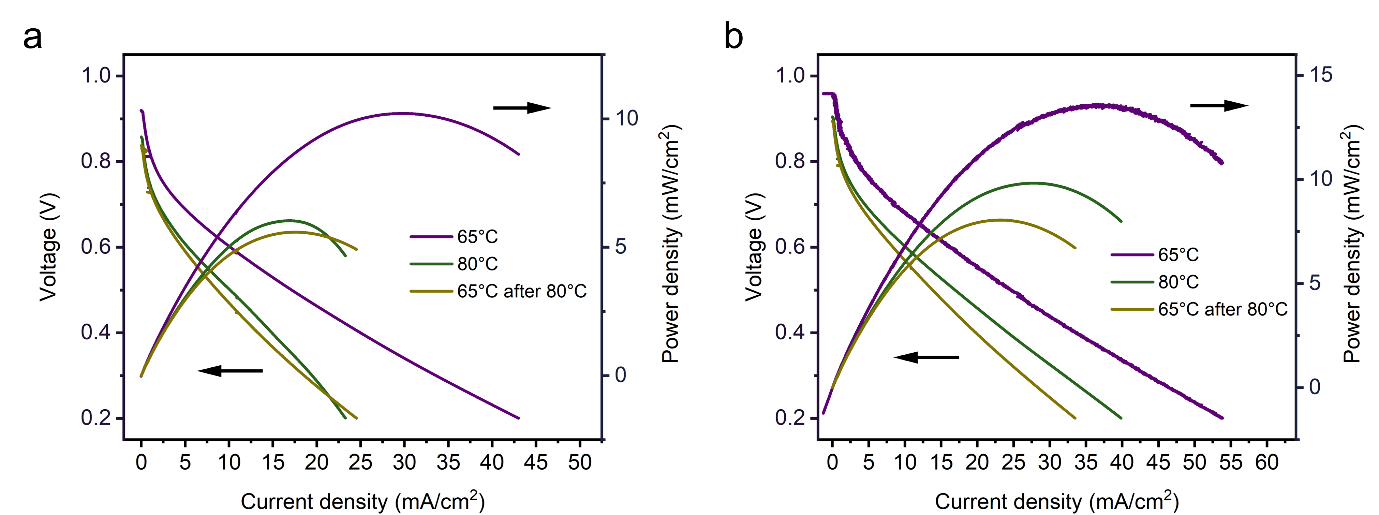 a
1.0
0.8
0.6
0.4
0.2
Voltage (V)
10
5
0
Power density (mW/cm²)
65°C
80°C
65°C after 80°C
0 5 10 15 20 25 30 35 40 45 50
Current density (mA/cm²)
b
1.0
0.8
0.6
0.4
0.2
Voltage (V)
15
10
5
0
Power density (mW/cm²)
65°C
80°C
65°C after 80°C
0 5 10 15 20 25 30 35 40 45 50 55 60
Current density (mA/cm²)